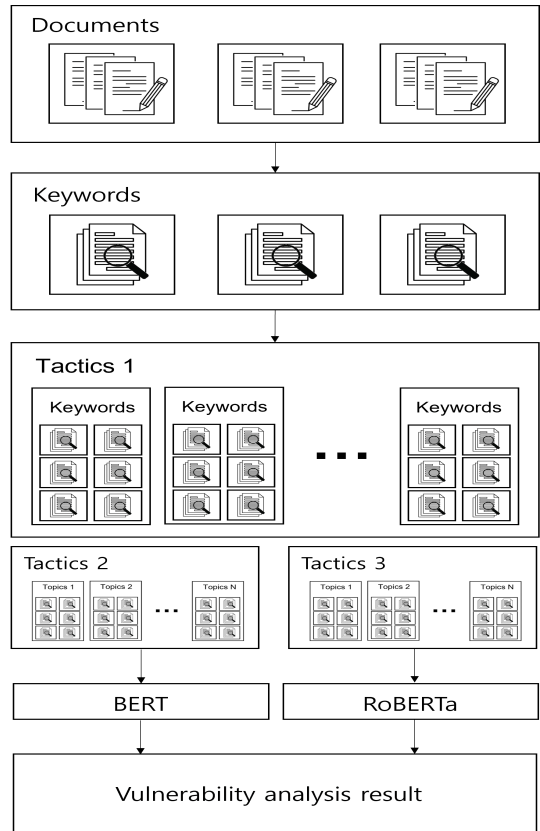 Documents
Keywords
Tactics 1
Keywords Keywords ... Keywords
Tactics 2
Topics 1 Topics 2 ... Topics N
Tactics 3
Topics 1 Topics 2 ... Topics N
BERT
RoBERTa
Vulnerability analysis result